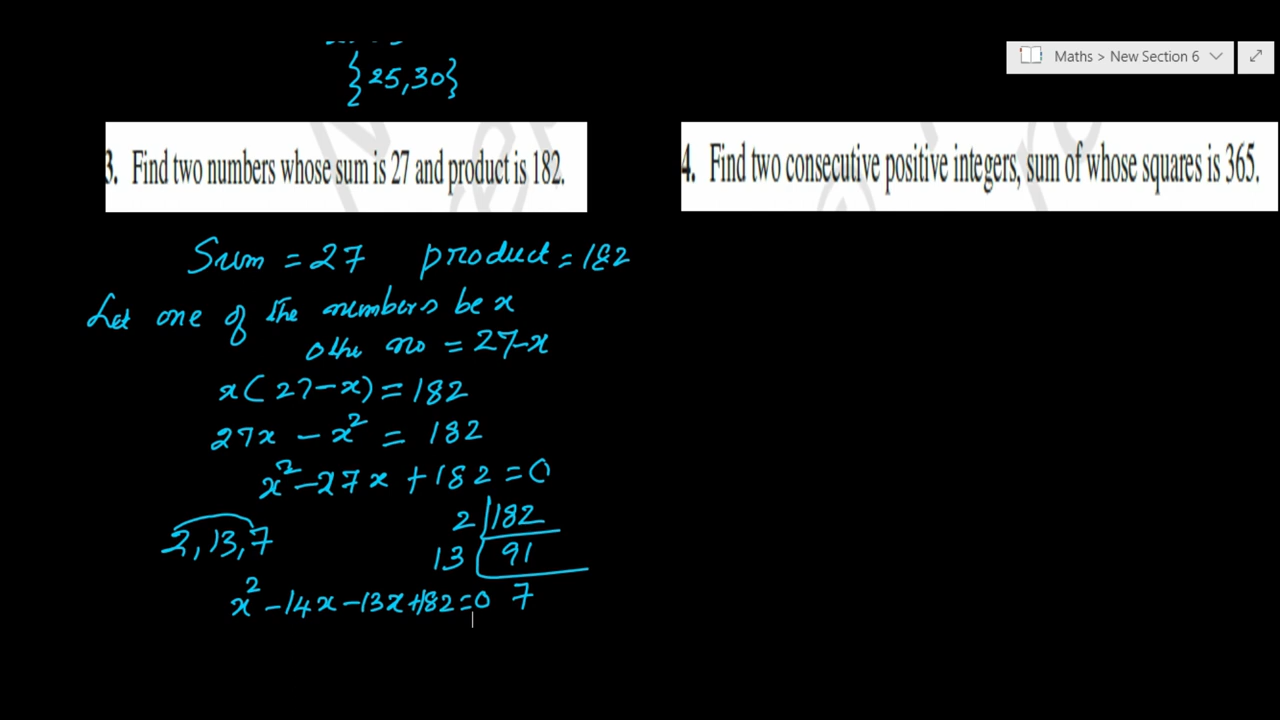 {25,30}
Maths > New Section 6
3. Find two numbers whose sum is 27 and product is 182.
4. Find two consecutive positive integers, sum of whose squares is 365.
Sum = 27 product = 182
Let one of the numbers be x
othe no = 27-x
x(27-x) = 182
27x - x² = 182
x² - 27x + 182 = 0
2 182
2, 13, 7
13 91
x² - 14x - 13x + 182 = 0 7